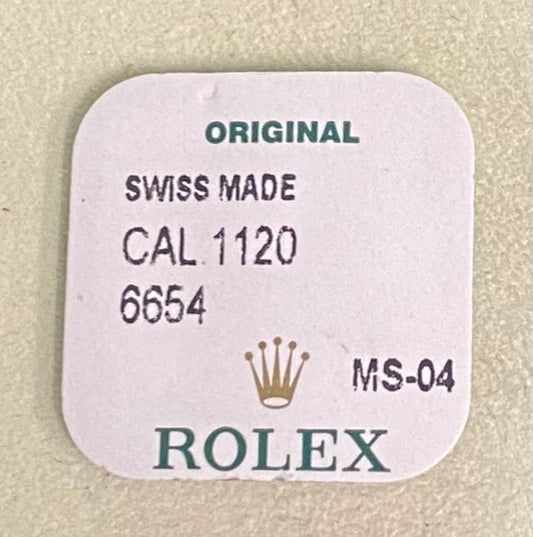 ORIGINAL
SWISS MADE
CAL. 1120
6654
MS-04
ROLEX